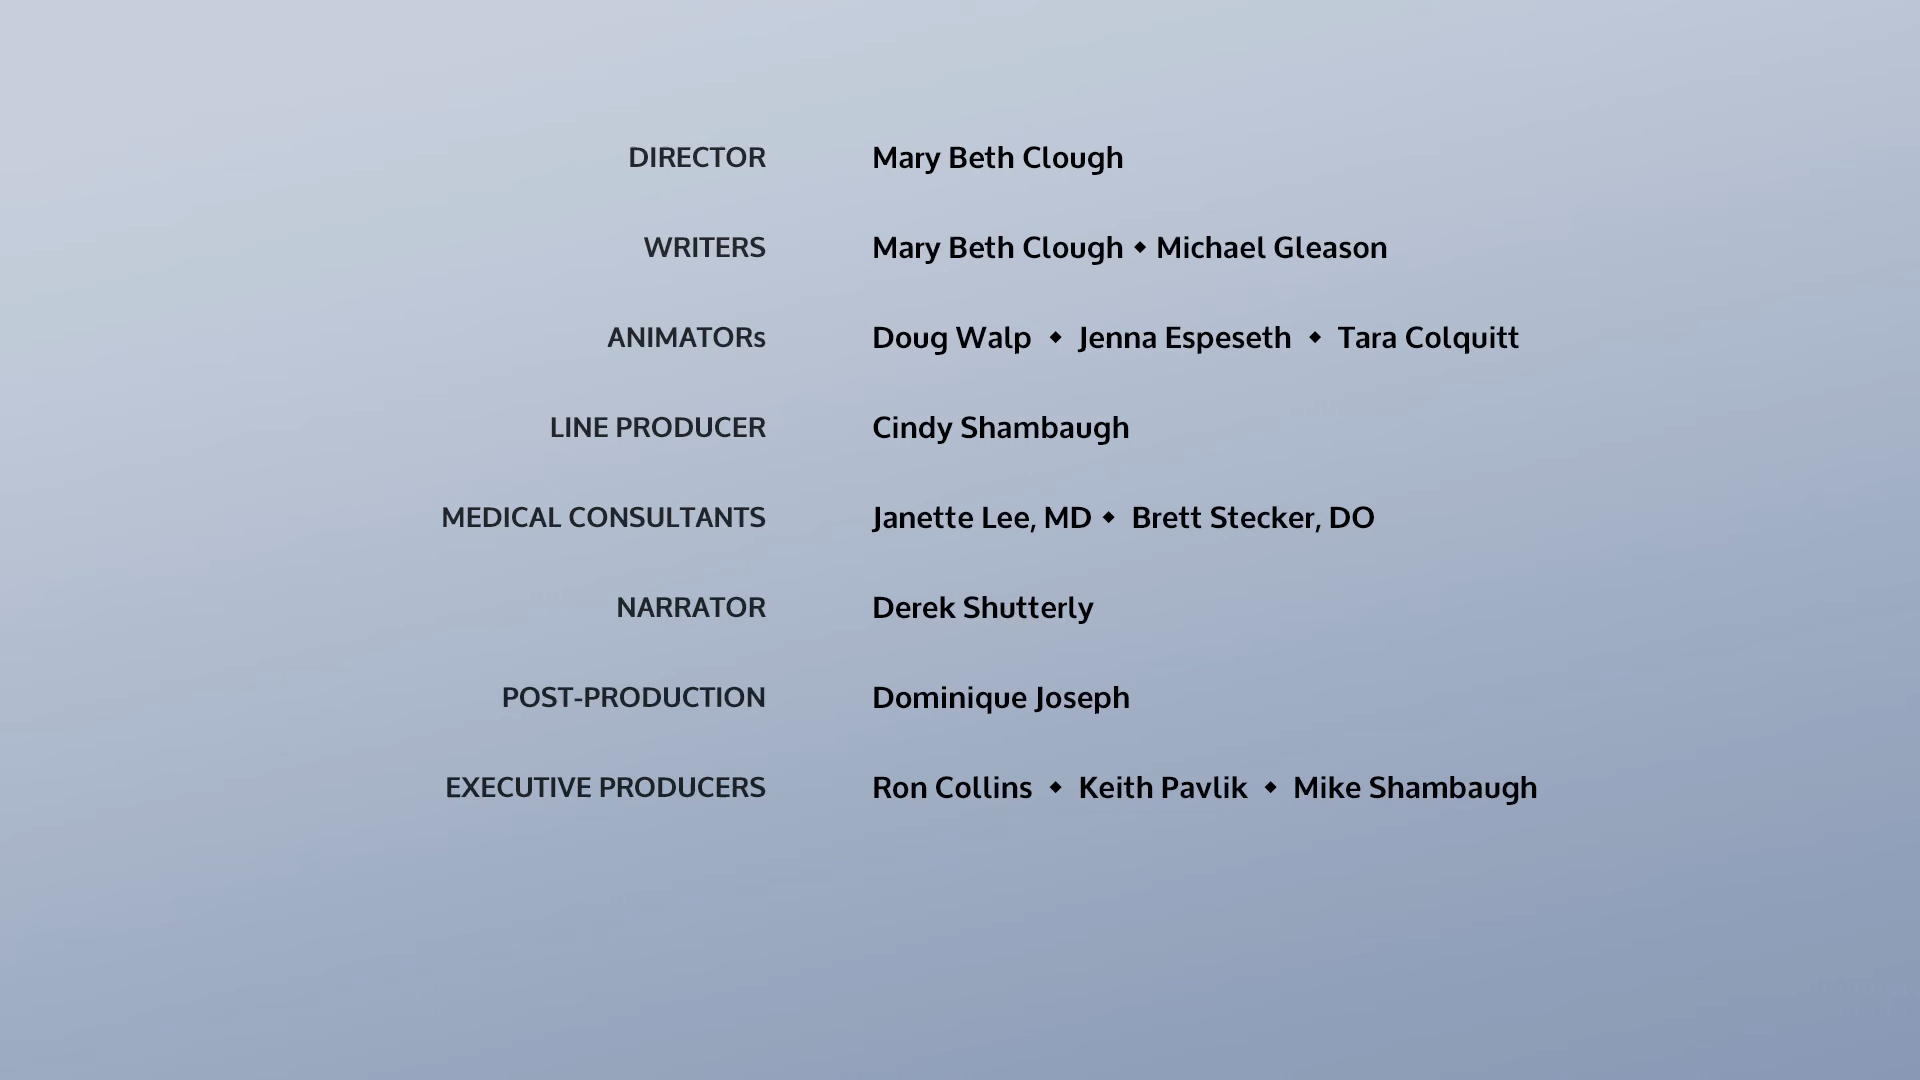 DIRECTOR Mary Beth Clough
WRITERS Mary Beth Clough ◆ Michael Gleason
ANIMATORs Doug Walp ◆ Jenna Espeseth ◆ Tara Colquitt
LINE PRODUCER Cindy Shambaugh
MEDICAL CONSULTANTS Janette Lee, MD ◆ Brett Stecker, DO
NARRATOR Derek Shutterly
POST-PRODUCTION Dominique Joseph
EXECUTIVE PRODUCERS Ron Collins ◆ Keith Pavlik ◆ Mike Shambaugh